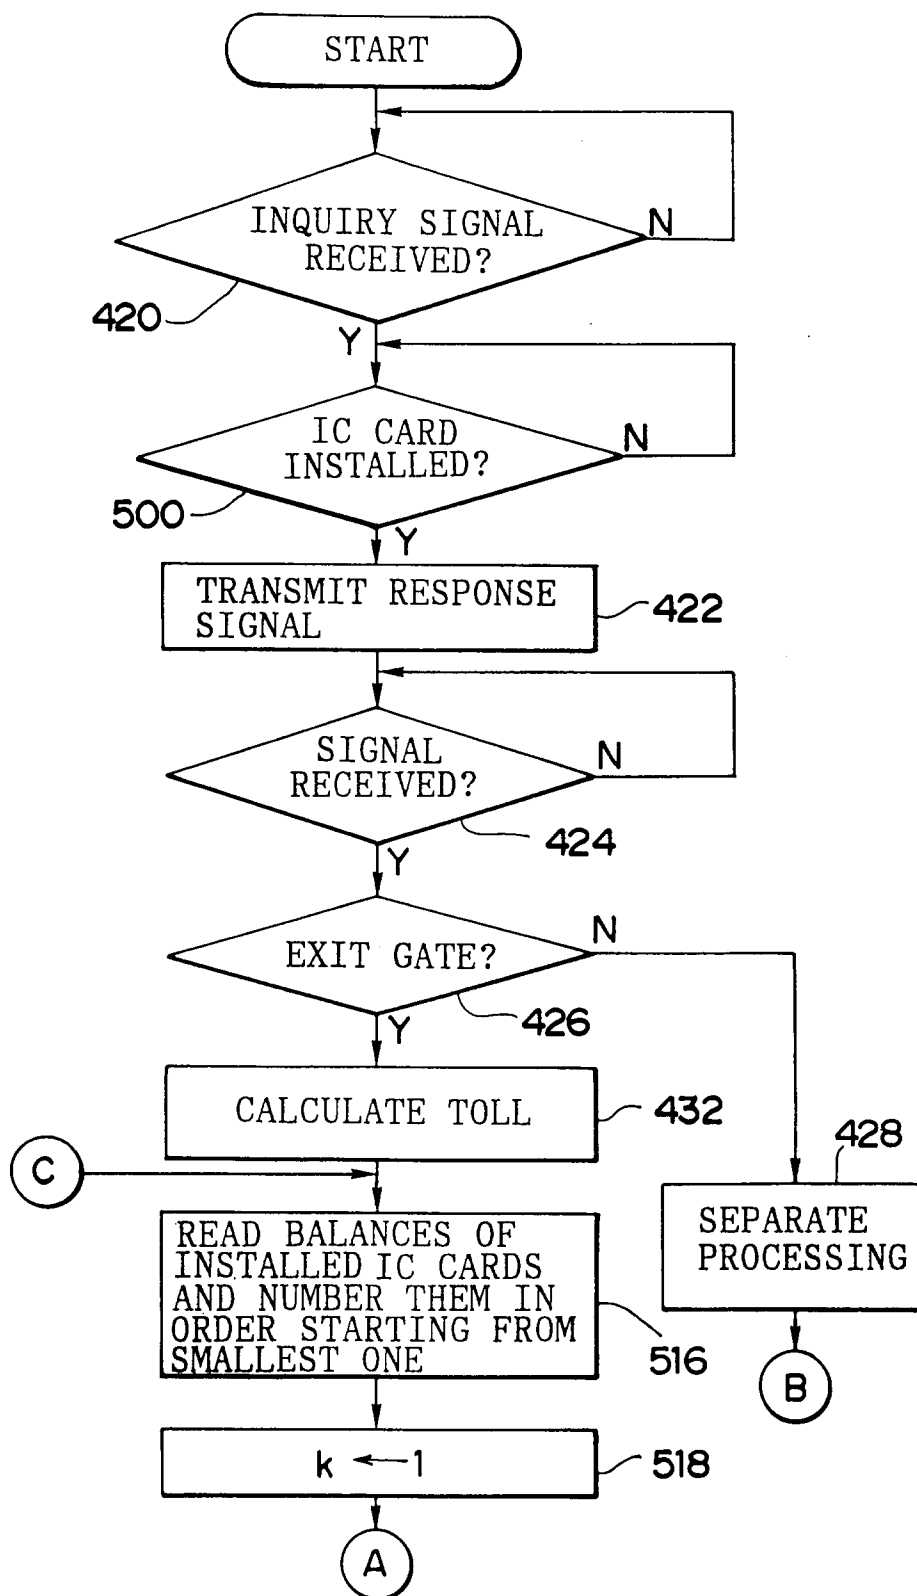 START
INQUIRY SIGNAL
RECEIVED?
N
420
Y
IC CARD
INSTALLED?
N
500
Y
TRANSMIT RESPONSE
SIGNAL
422
SIGNAL
RECEIVED?
N
424
Y
EXIT GATE?
N
426
Y
CALCULATE TOLL
432
C
428
SEPARATE
PROCESSING
READ BALANCES OF
INSTALLED IC CARDS
AND NUMBER THEM IN
ORDER STARTING FROM
SMALLEST ONE
516
B
k ← 1
518
A